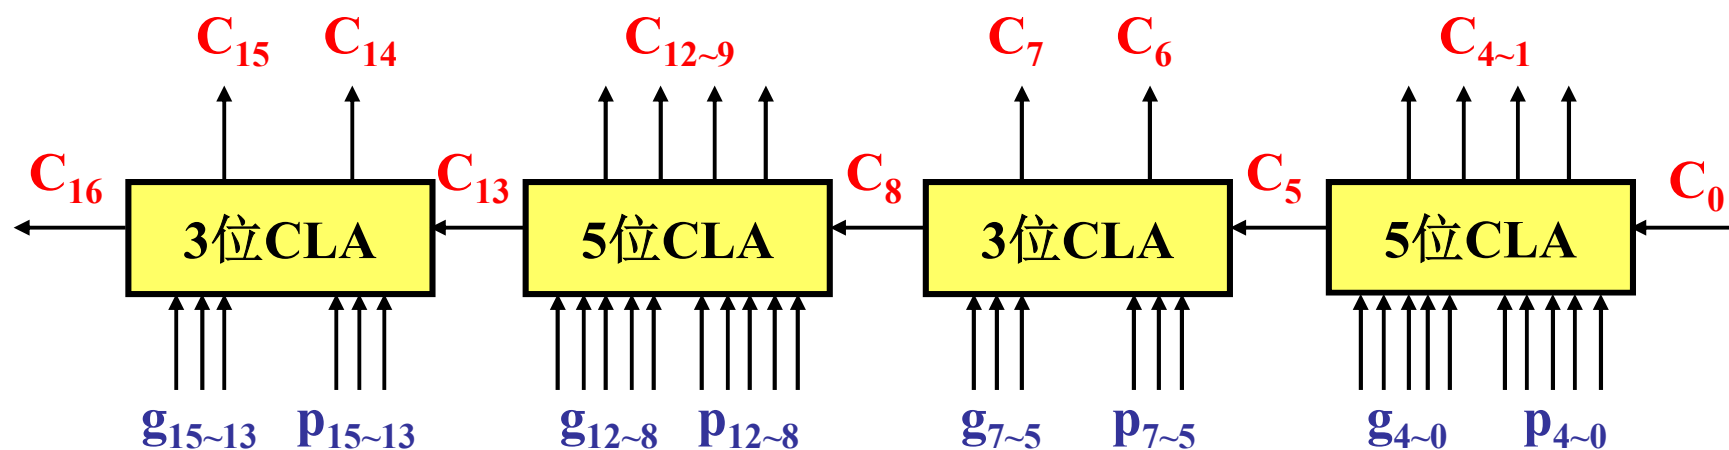 C₁₅ C₁₄ C₁₂~₉ C₇ C₆ C₄~₁
C₁₆ C₁₃ C₈ C₅ C₀
3位CLA 5位CLA 3位CLA 5位CLA
g₁₅~₁₃ p₁₅~₁₃ g₁₂~₈ p₁₂~₈ g₇~₅ p₇~₅ g₄~₀ p₄~₀